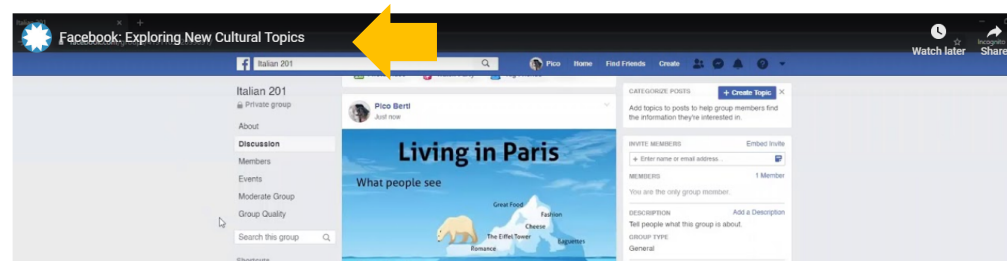 Italian 201
Facebook: Exploring New Cultural Topics
Watch later
Share
Incognito
Italian 201
Pico
Home
Find Friends
Create
Italian 201
Private group
About
Discussion
Members
Events
Moderate Group
Group Quality
Search this group
Shortcuts
Pico Berti
Just now
Living in Paris
What people see
Great Food
Fashion
Cheese
The Eiffel Tower
Baguettes
Romance
CATEGORIZE POSTS
+ Create Topic
Add topics to posts to help group members find
the information they're interested in.
INVITE MEMBERS
Embed Invite
+ Enter name or email address...
MEMBERS
1 Member
You are the only group member.
DESCRIPTION
Add a Description
Tell people what this group is about.
GROUP TYPE
General